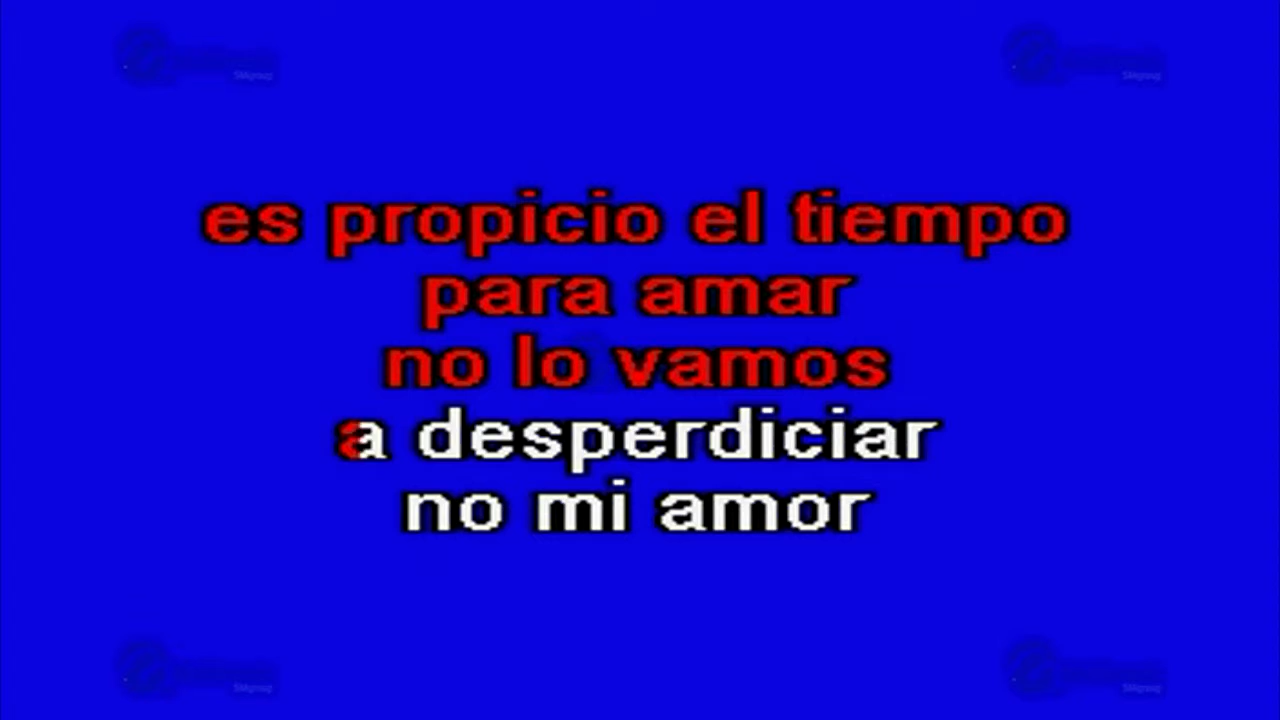 es propicio el tiempo
para amar
no lo vamos
a desperdiciar
no mi amor